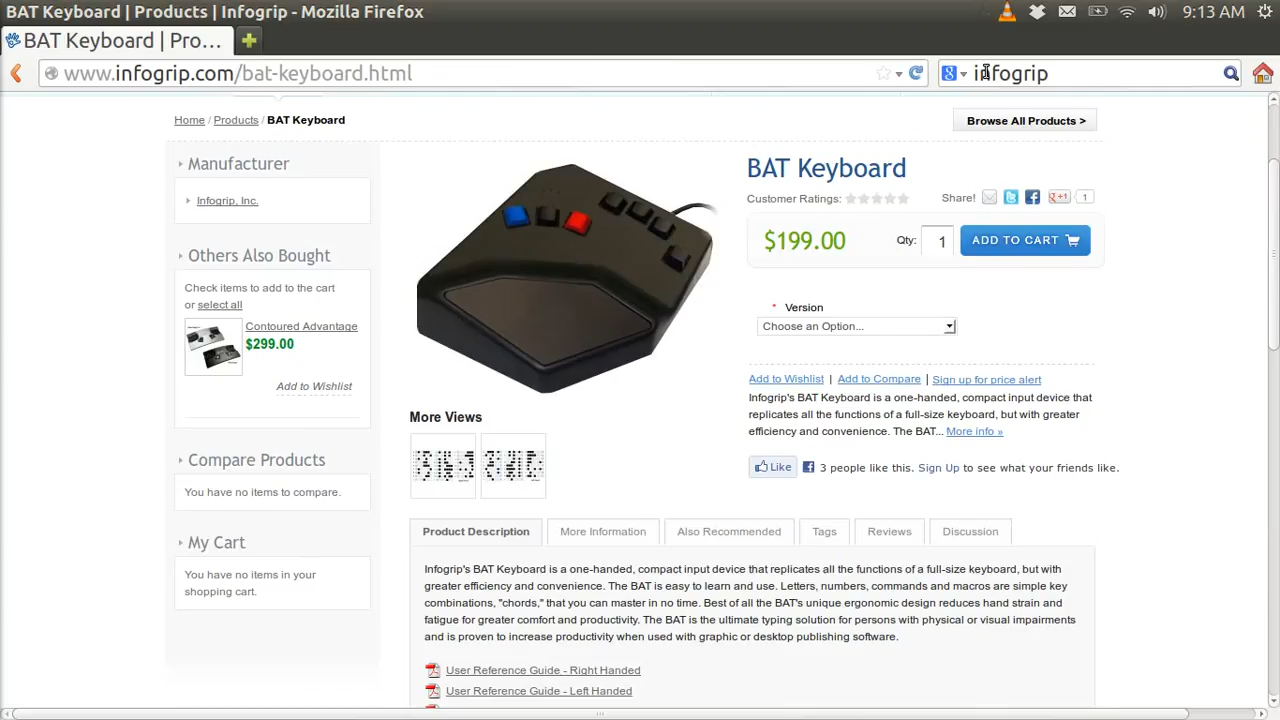 BAT Keyboard | Products | Infogrip - Mozilla Firefox
9:13 AM
BAT Keyboard | Pro...
www.infogrip.com/bat-keyboard.html
infogrip
Home / Products / BAT Keyboard
Browse All Products >
Manufacturer
Infogrip, Inc.
Others Also Bought
Check items to add to the cart
or select all
Contoured Advantage
$299.00
Add to Wishlist
Compare Products
You have no items to compare.
My Cart
You have no items in your
shopping cart.
More Views
BAT Keyboard
Customer Ratings:
Share!
+1
1
$199.00
Qty: 1
ADD TO CART
* Version
Choose an Option...
Add to Wishlist | Add to Compare | Sign up for price alert
Infogrip's BAT Keyboard is a one-handed, compact input device that
replicates all the functions of a full-size keyboard, but with greater
efficiency and convenience. The BAT... More info »
Like
3 people like this. Sign Up to see what your friends like.
Product Description
More Information
Also Recommended
Tags
Reviews
Discussion
Infogrip's BAT Keyboard is a one-handed, compact input device that replicates all the functions of a full-size keyboard, but with
greater efficiency and convenience. The BAT is easy to learn and use. Letters, numbers, commands and macros are simple key
combinations, "chords," that you can master in no time. Best of all the BAT's unique ergonomic design reduces hand strain and
fatigue for greater comfort and productivity. The BAT is the ultimate typing solution for persons with physical or visual impairments
and is proven to increase productivity when used with graphic or desktop publishing software.
User Reference Guide - Right Handed
User Reference Guide - Left Handed